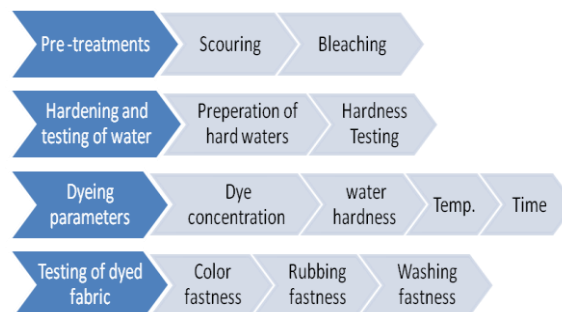 Pre -treatments
Scouring
Bleaching
Hardening and
testing of water
Preperation of
hard waters
Hardness
Testing
Dyeing
parameters
Dye
concentration
water
hardness
Temp.
Time
Testing of dyed
fabric
Color
fastness
Rubbing
fastness
Washing
fastness